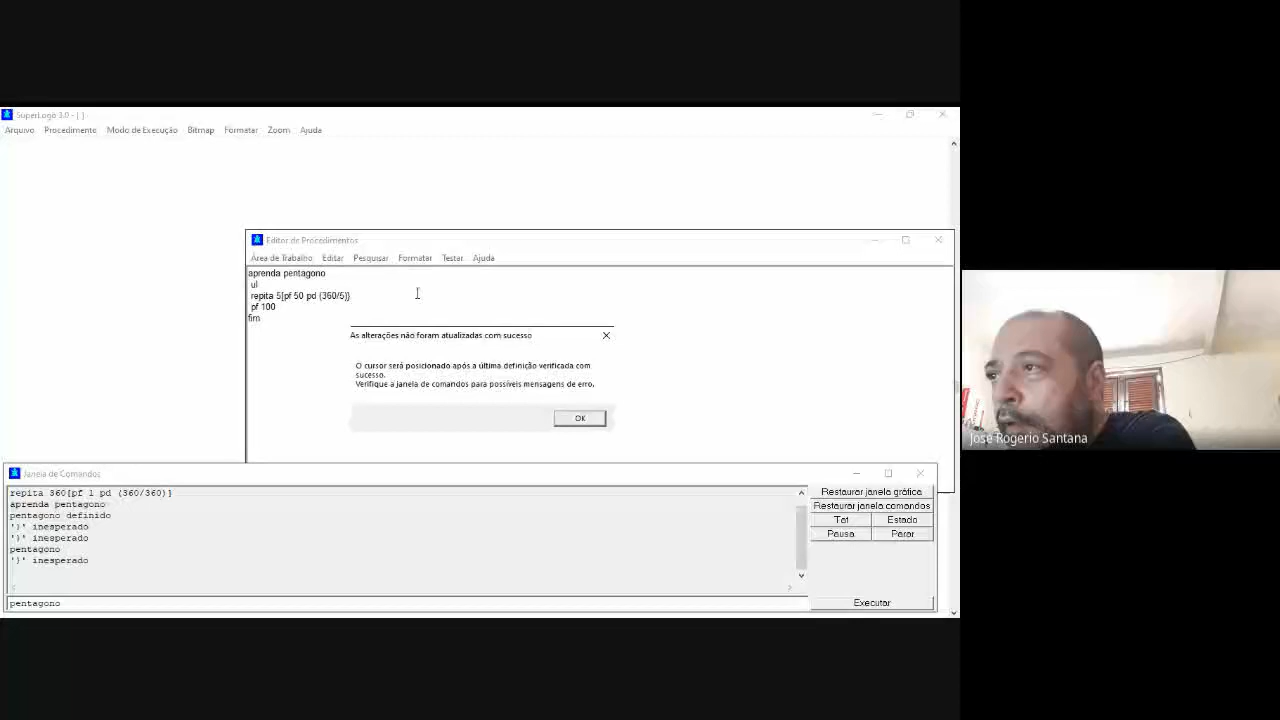 SuperLogo 3.0 - [ ]
Arquivo Procedimento Modo de Execução Bitmap Formatar Zoom Ajuda
Editor de Procedimentos
Área de Trabalho Editar Pesquisar Formatar Testar Ajuda
aprenda pentagono
ul
repita 5[pf 50 pd (360/5)}
pf 100
fim
As alterações não foram atualizadas com sucesso
O cursor será posicionado após a última definição verificada com
sucesso.
Verifique a janela de comandos para possíveis mensagens de erro.
OK
Janela de Comandos
repita 360[pf 1 pd (360/360)]
aprenda pentagono
pentagono definido
'}' inesperado
'}' inesperado
pentagono
'}' inesperado
pentagono
Restaurar janela gráfica
Restaurar janela comandos
Tat Estado
Pausa Parar
Executar
José Rogerio Santana